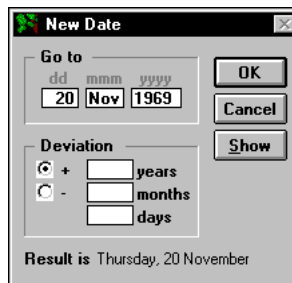 New Date
Go to
dd mmm yyyy
20 Nov 1969
OK
Cancel
Show
Deviation
+ years
- months
days
Result is Thursday, 20 November